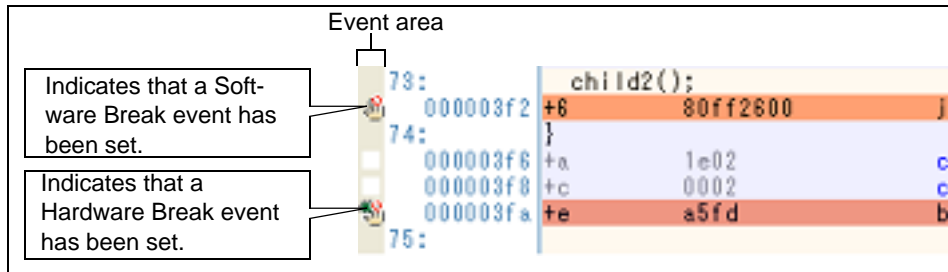 Event area
Indicates that a Soft-
ware Break event has
been set.
Indicates that a
Hardware Break event
has been set.
73: child2();
000003f2 +6 80ff2600 j
74: }
000003f6 +a 1e02 c
000003f8 +c 0002 c
000003fa +e a5fd b
75: